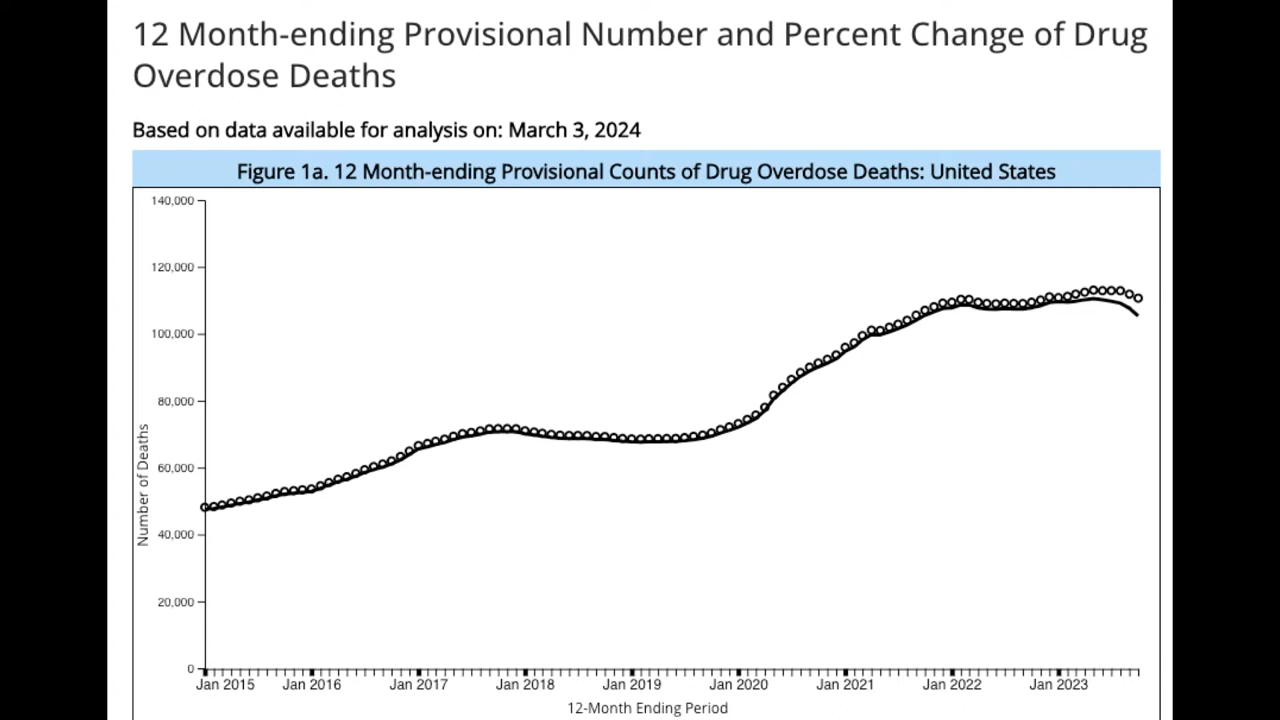 12 Month-ending Provisional Number and Percent Change of Drug
Overdose Deaths
Based on data available for analysis on: March 3, 2024
Figure 1a. 12 Month-ending Provisional Counts of Drug Overdose Deaths: United States
140,000
120,000
100,000
80,000
60,000
40,000
20,000
0
Number of Deaths
Jan 2015 Jan 2016 Jan 2017 Jan 2018 Jan 2019 Jan 2020 Jan 2021 Jan 2022 Jan 2023
12-Month Ending Period